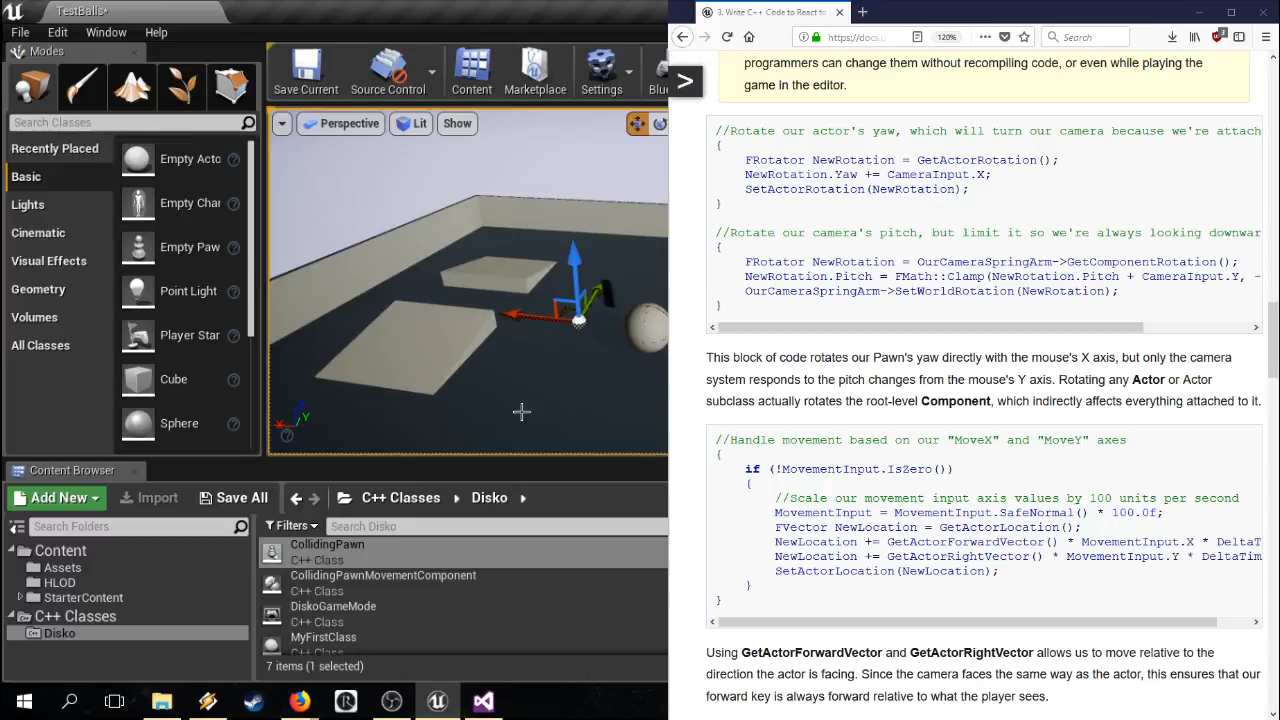 TestBalls*
File Edit Window Help
Modes
Search Classes
Recently Placed
Basic
Lights
Cinematic
Visual Effects
Geometry
Volumes
All Classes
Empty Acto
Empty Char
Empty Paw
Point Light
Player Star
Cube
Sphere
Save Current
Source Control
Content
Marketplace
Settings
Blu
Perspective
Lit
Show
X
Y
Content Browser
Add New
Import
Save All
C++ Classes
Disko
Search Folders
Filters
Search Disko
Content
Assets
HLOD
StarterContent
C++ Classes
Disko
CollidingPawn
C++ Class
CollidingPawnMovementComponent
C++ Class
DiskoGameMode
C++ Class
MyFirstClass
C++ Class
7 items (1 selected)
3. Write C++ Code to React to
https://docs.u
120%
Search
programmers can change them without recompiling code, or even while playing the
game in the editor.
>
//Rotate our actor's yaw, which will turn our camera because we're attach
{
FRotator NewRotation = GetActorRotation();
NewRotation.Yaw += CameraInput.X;
SetActorRotation(NewRotation);
}
//Rotate our camera's pitch, but limit it so we're always looking downwar
{
FRotator NewRotation = OurCameraSpringArm->GetComponentRotation();
NewRotation.Pitch = FMath::Clamp(NewRotation.Pitch + CameraInput.Y, -
OurCameraSpringArm->SetWorldRotation(NewRotation);
}
This block of code rotates our Pawn's yaw directly with the mouse's X axis, but only the camera
system responds to the pitch changes from the mouse's Y axis. Rotating any Actor or Actor
subclass actually rotates the root-level Component, which indirectly affects everything attached to it.
//Handle movement based on our "MoveX" and "MoveY" axes
{
if (!MovementInput.IsZero())
{
//Scale our movement input axis values by 100 units per second
MovementInput = MovementInput.SafeNormal() * 100.0f;
FVector NewLocation = GetActorLocation();
NewLocation += GetActorForwardVector() * MovementInput.X * DeltaT
NewLocation += GetActorRightVector() * MovementInput.Y * DeltaTim
SetActorLocation(NewLocation);
}
}
Using GetActorForwardVector and GetActorRightVector allows us to move relative to the
direction the actor is facing. Since the camera faces the same way as the actor, this ensures that our
forward key is always forward relative to what the player sees.